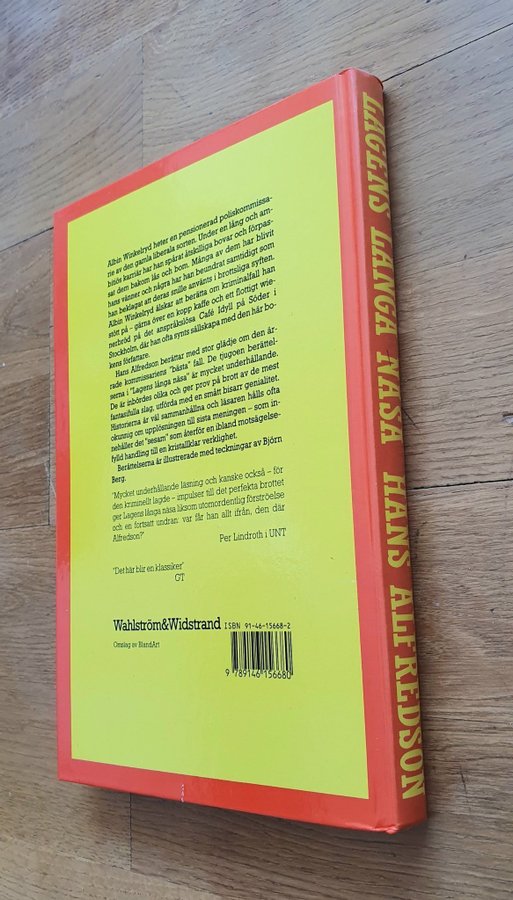 Albin Winkelryd heter en pensionerad poliskommissa-
rie av den gamla liberala sorten. Under en lång och am-
bitiös karriär har han spårat åtskilliga bovar och förpas-
sat dem bakom lås och bom. Många av dem har blivit
hans vänner och några har han beundrat samtidigt som
han beklagat att deras snille använts i brottsliga syften.
Albin Winkelryd älskar att berätta om kriminalfall han
stött på – gärna över en kopp kaffe och ett flottigt wie-
nerbröd på det anspråkslösa Café Idyll på Söder i
Stockholm, där han ofta synts i sällskap med den här bo-
kens författare.
Hans Alfredson berättar med stor glädje om den är-
rade kommissariens "bästa" fall. De tjugoen berättel-
serna i "Lagens långa näsa" är mycket underhållande.
De är inbördes olika och ger prov på brott av de mest
fantasifulla slag, utförda med en smått bisarr genialitet.
Historierna är väl sammanhållna och läsaren hålls ofta
okunnig om upplösningen till sista meningen – som in-
nehåller det "sesam" som återför en ibland motsägelse-
fylld handling till en kristallklar verklighet.
Berättelserna är illustrerade med teckningar av Björn
Berg.
"Mycket underhållande läsning och kanske också – för
den kriminellt lagde – impulser till det perfekta brottet
ger Lagens långa näsa liksom utomordentlig förströelse
och en fortsatt undran: var får han allt ifrån, den där
Alfredson?"
Per Lindroth i UNT
"Det här blir en klassiker"
GT
Wahlström&Widstrand ISBN 91-46-15668-2
Omslag av BlandArt
9 789146 156680
LAGENS LÅNGA NÄSA HANS ALFREDSON